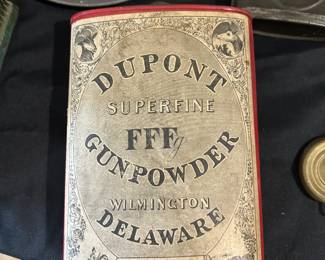 DUPONT
SUPERFINE
FFFg
GUNPOWDER
WILMINGTON
DELAWARE